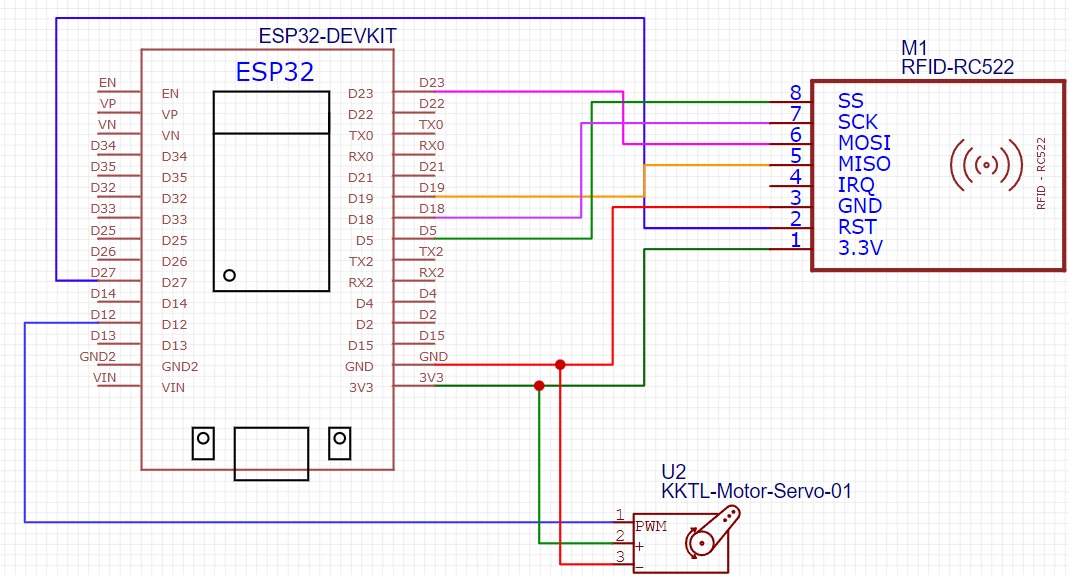 ESP32-DEVKIT
ESP32
EN
VP
VN
D34
D35
D32
D33
D25
D26
D27
D14
D12
D13
GND2
VIN
EN
VP
VN
D34
D35
D32
D33
D25
D26
D27
D14
D12
D13
GND2
VIN
D23
D22
TX0
RX0
D21
D19
D18
D5
TX2
RX2
D4
D2
D15
GND
3V3
D23
D22
TX0
RX0
D21
D19
D18
D5
TX2
RX2
D4
D2
D15
GND
3V3
M1
RFID-RC522
8 SS
7 SCK
6 MOSI
5 MISO
4 IRQ
3 GND
2 RST
1 3.3V
RFID - RC522
U2
KKTL-Motor-Servo-01
1 PWM
2 +
3 -